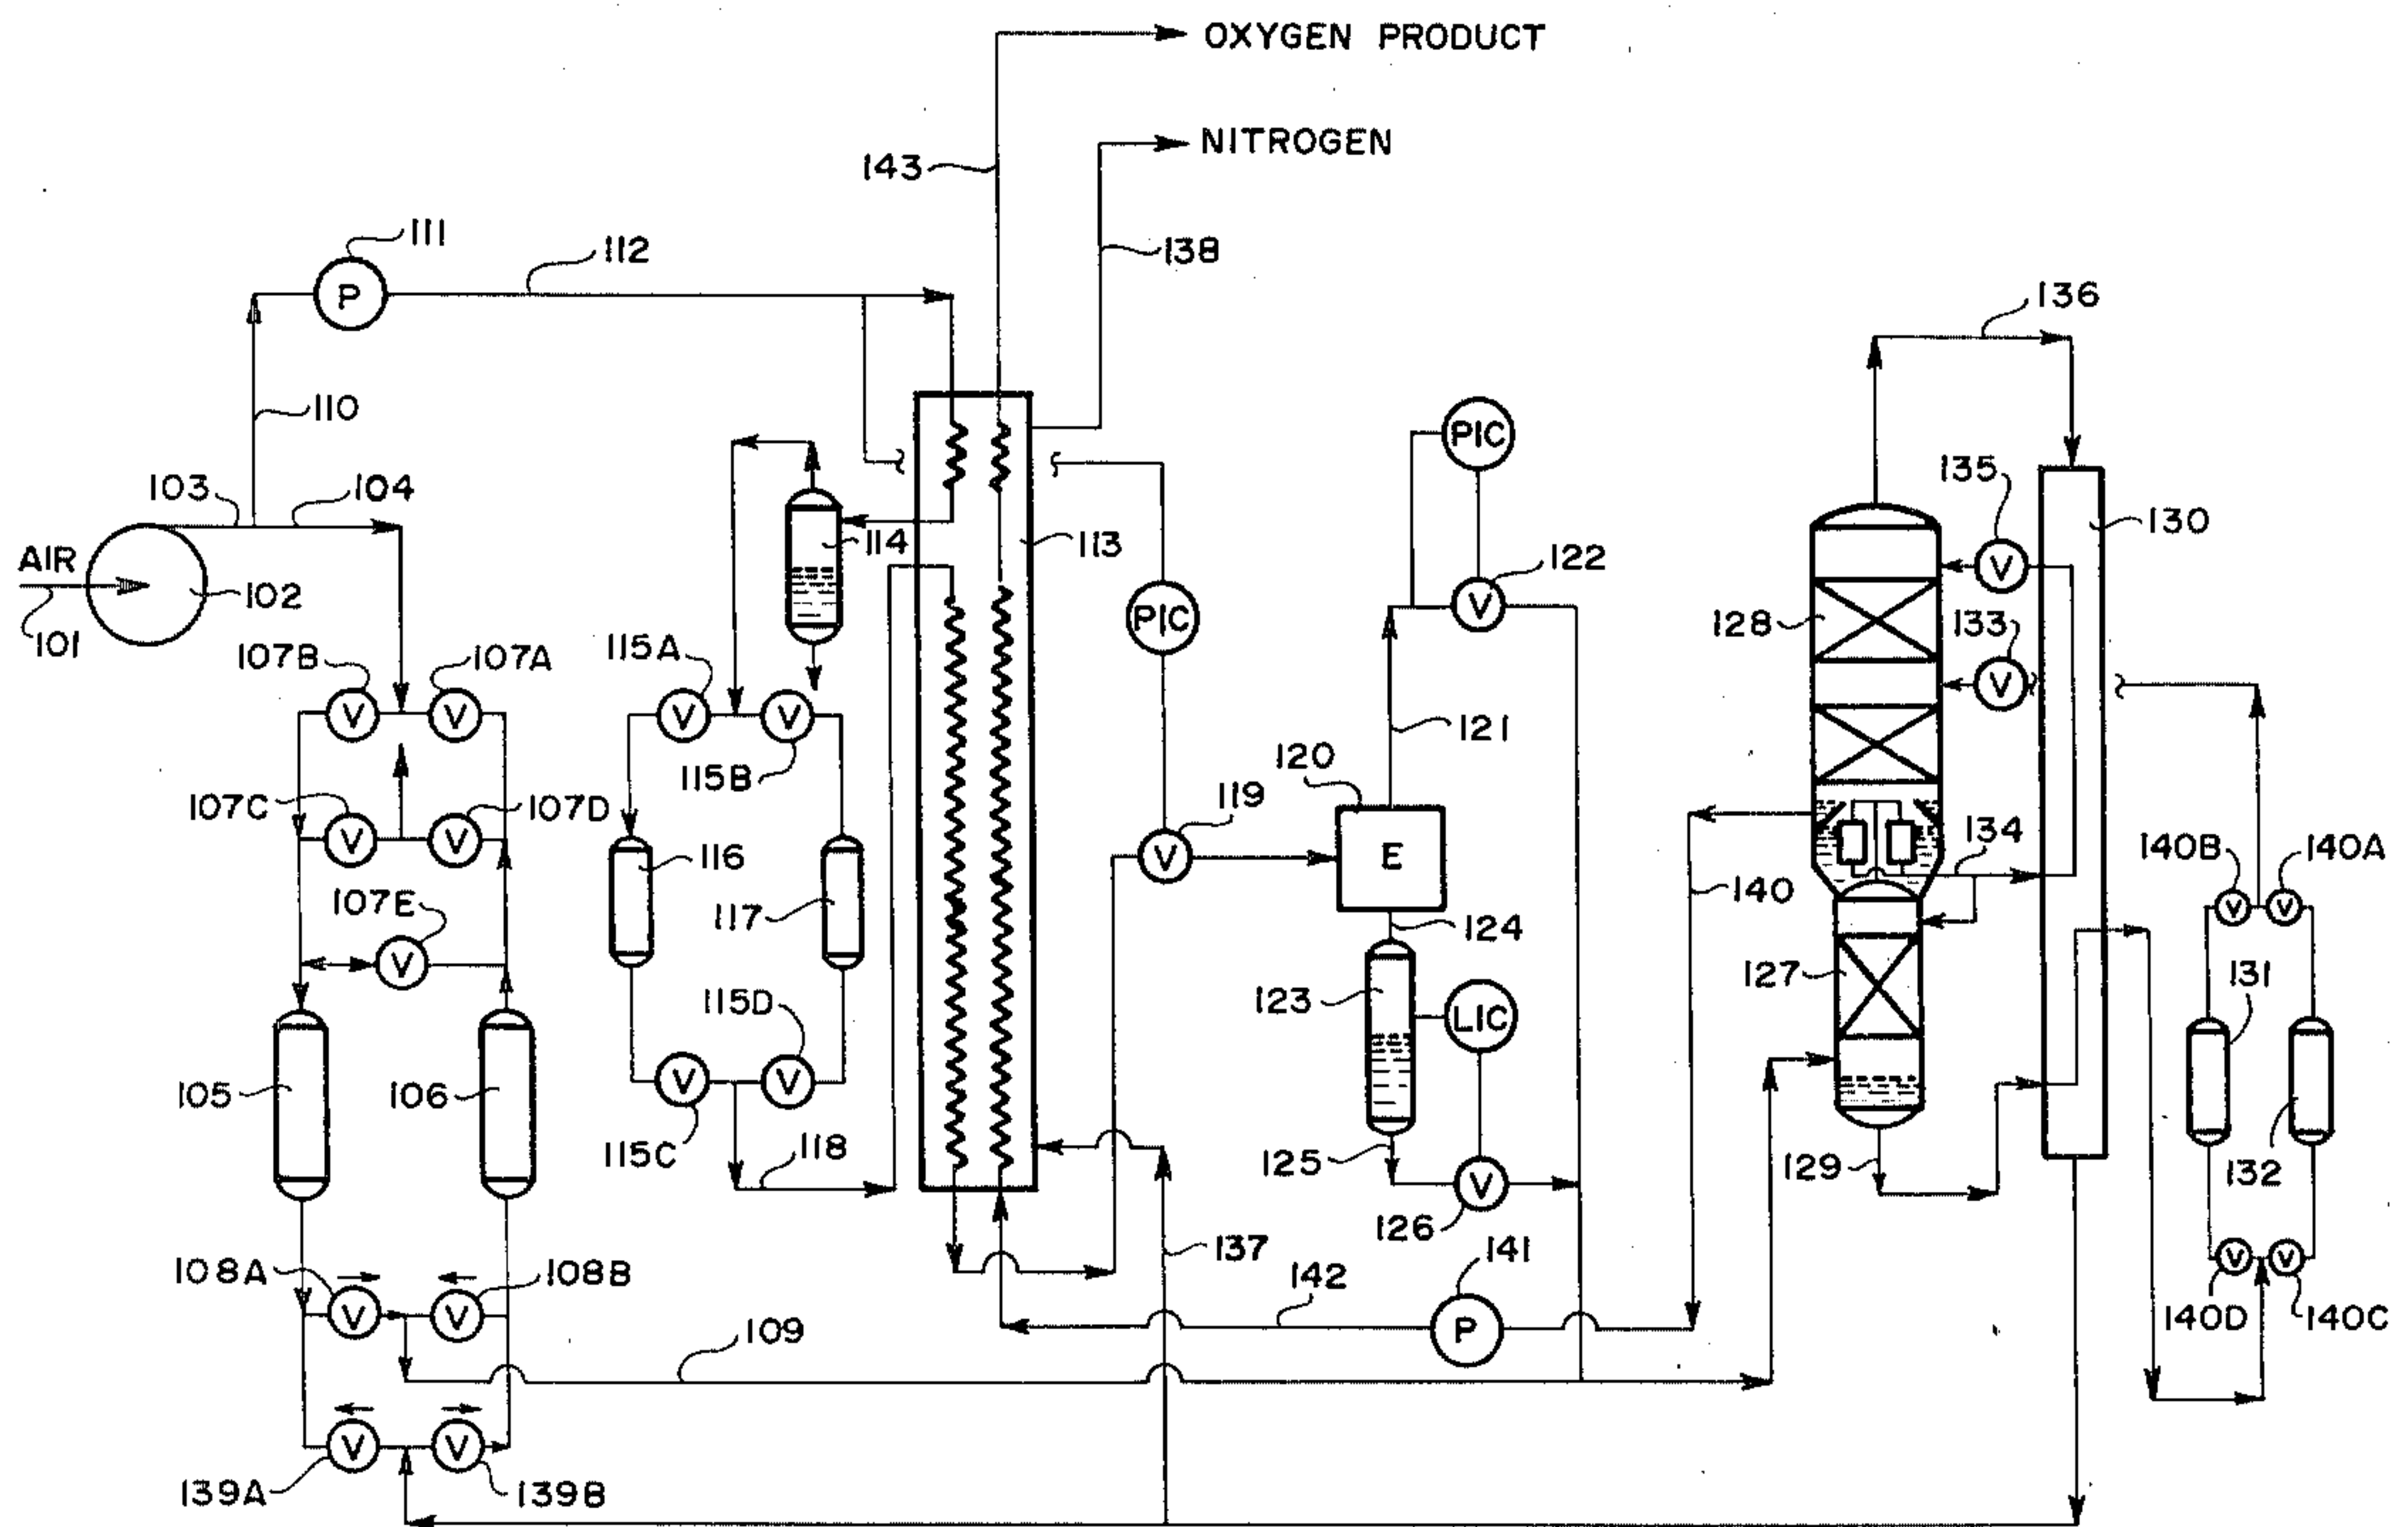 OXYGEN PRODUCT
NITROGEN
143
138
111
112
P
136
110
PIC
135
103
104
114
113
122
130
AIR
102
V
V
101
PIC
128
133
107B
107A
115A
V
V
V
V
V
V
115B
121
120
107C
107D
119
134
140B
140A
V
V
116
V
E
140
107E
117
124
V
V
V
127
131
115D
123
LIC
105
106
V
V
115C
118
125
V
129
132
126
137
141
108A
108B
142
V
V
V
V
P
140D
140C
109
V
V
139A
139B